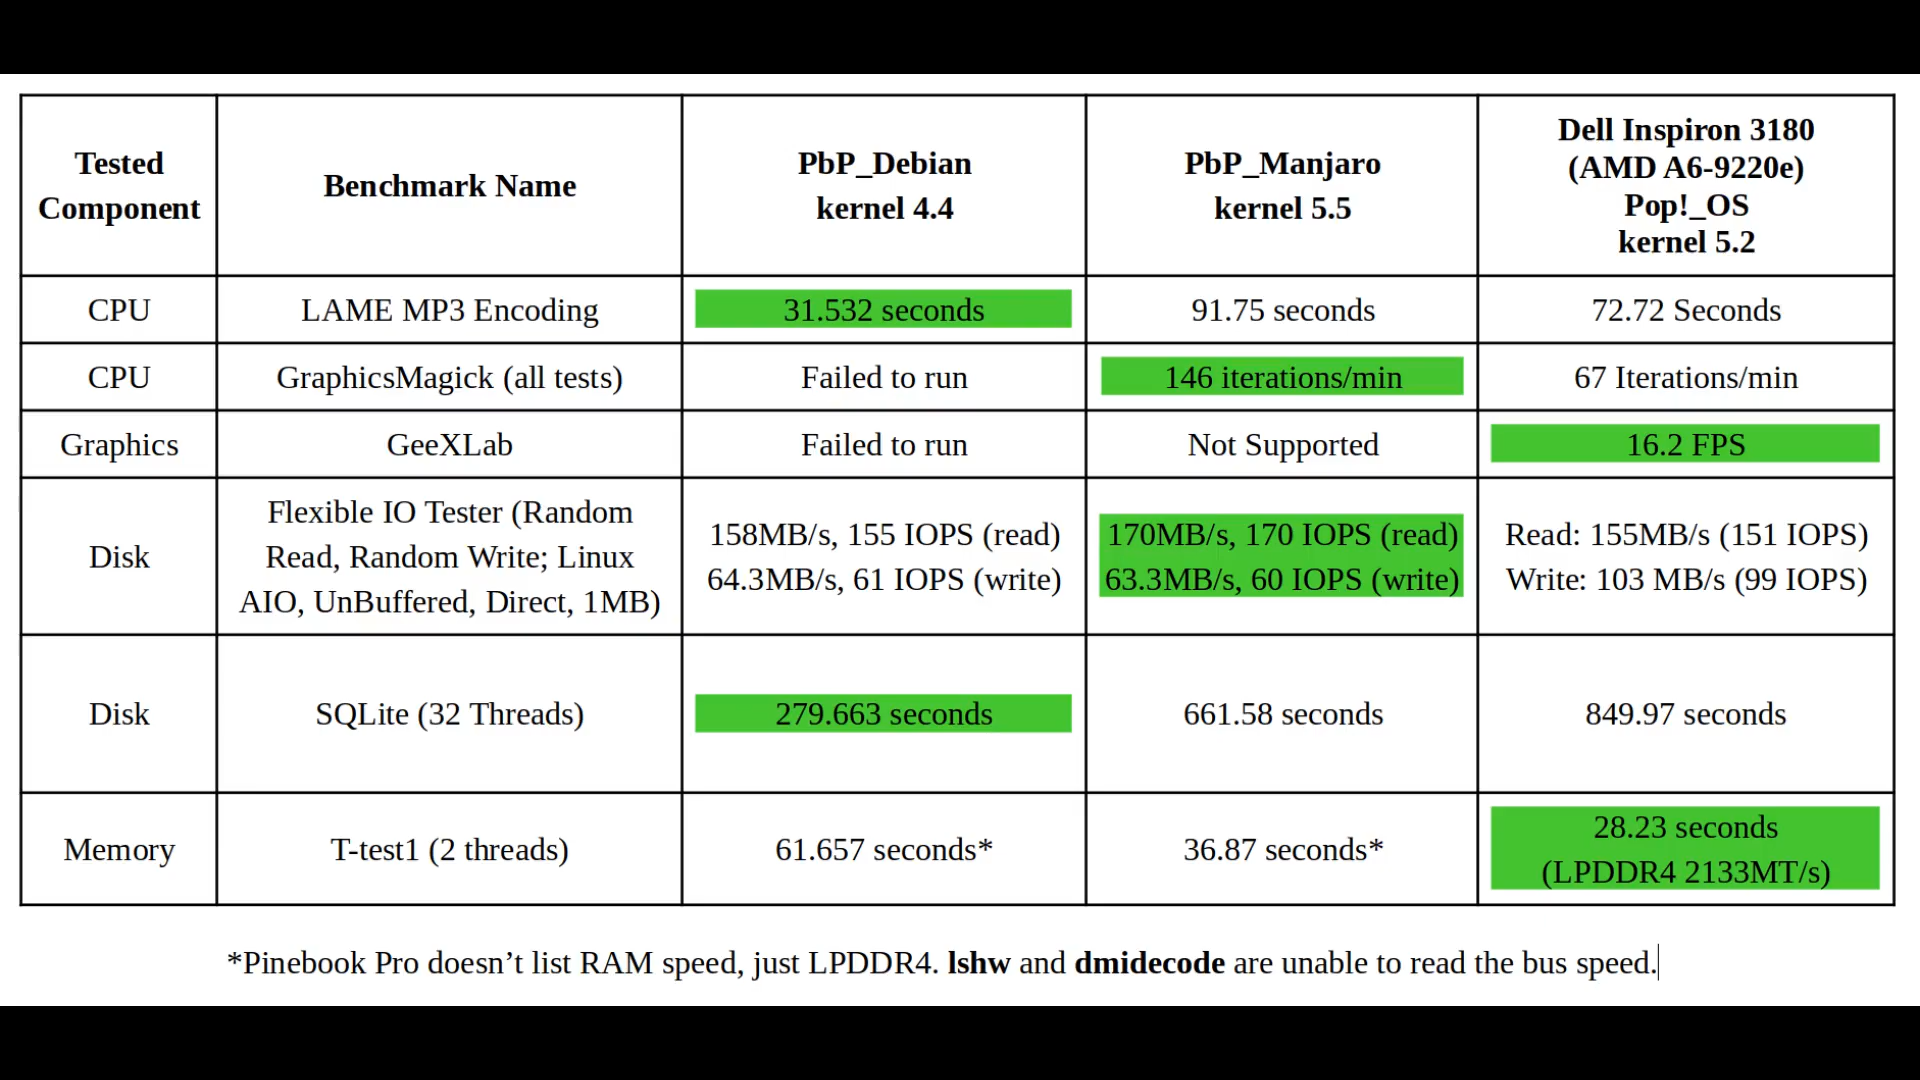 Tested
Component
Benchmark Name
PbP_Debian
kernel 4.4
PbP_Manjaro
kernel 5.5
Dell Inspiron 3180
(AMD A6-9220e)
Pop!_OS
kernel 5.2
CPU
LAME MP3 Encoding
31.532 seconds
91.75 seconds
72.72 Seconds
CPU
GraphicsMagick (all tests)
Failed to run
146 iterations/min
67 Iterations/min
Graphics
GeeXLab
Failed to run
Not Supported
16.2 FPS
Disk
Flexible IO Tester (Random
Read, Random Write; Linux
AIO, UnBuffered, Direct, 1MB)
158MB/s, 155 IOPS (read)
64.3MB/s, 61 IOPS (write)
170MB/s, 170 IOPS (read)
63.3MB/s, 60 IOPS (write)
Read: 155MB/s (151 IOPS)
Write: 103 MB/s (99 IOPS)
Disk
SQLite (32 Threads)
279.663 seconds
661.58 seconds
849.97 seconds
Memory
T-test1 (2 threads)
61.657 seconds*
36.87 seconds*
28.23 seconds
(LPDDR4 2133MT/s)
*Pinebook Pro doesn’t list RAM speed, just LPDDR4. lshw and dmidecode are unable to read the bus speed.